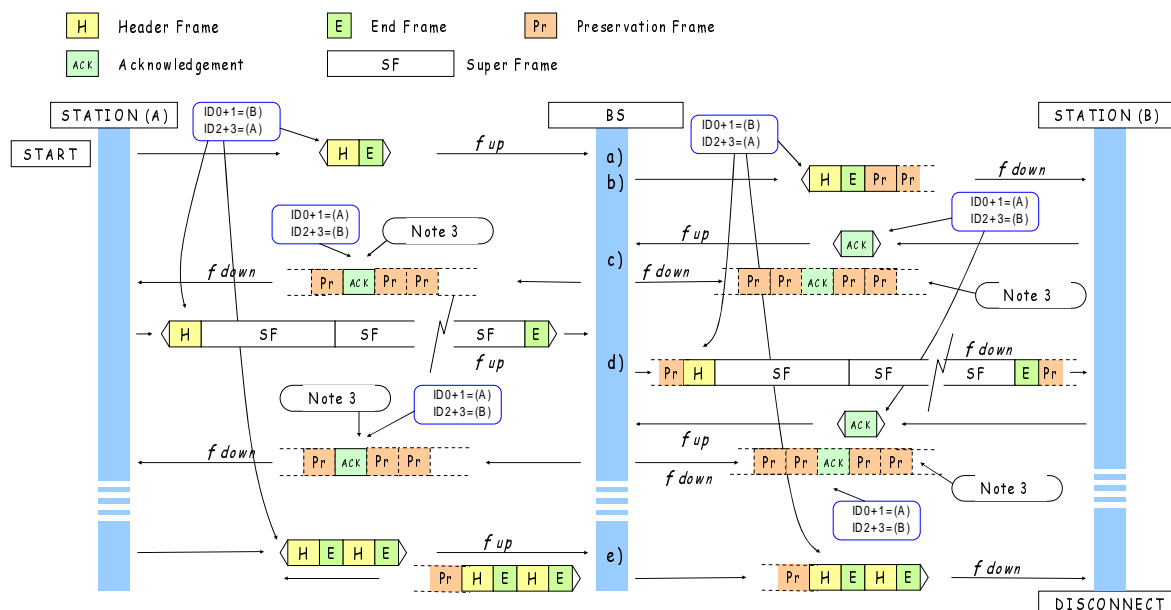 H Header Frame E End Frame Pr Preservation Frame
ACK Acknowledgement SF Super Frame
STATION (A) BS STATION (B)
ID0+1=(B)
ID2+3=(A)
ID0+1=(B)
ID2+3=(A)
START
H E
f up
a)
b)
H E Pr Pr
f down
ID0+1=(A)
ID2+3=(B)
Note 3
ID0+1=(A)
ID2+3=(B)
f up
ACK
c)
f down
Pr ACK Pr Pr
f down
Pr Pr ACK Pr Pr
Note 3
H SF SF SF E
f up
d)
f down
Pr H SF SF SF E Pr
Note 3
ID0+1=(A)
ID2+3=(B)
ACK
f up
f down
Pr ACK Pr Pr
f down
Pr Pr ACK Pr Pr
Note 3
ID0+1=(A)
ID2+3=(B)
H E H E
f up
e)
Pr H E H E
Pr H E H E
f down
DISCONNECT